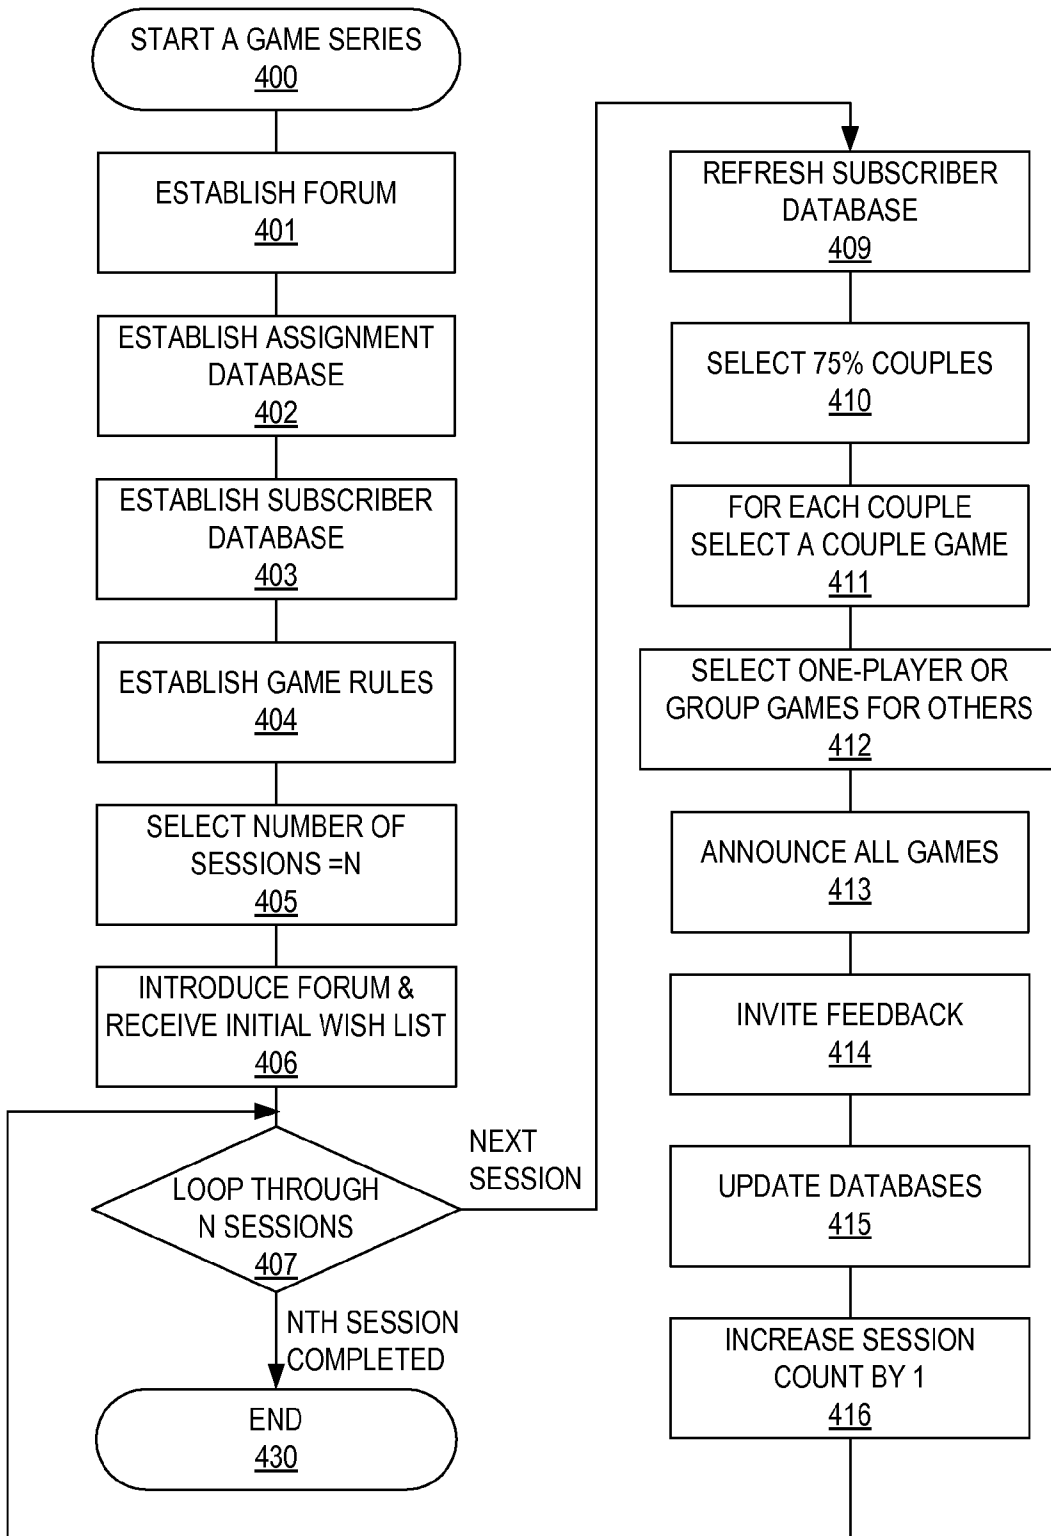 START A GAME SERIES
400
ESTABLISH FORUM
401
ESTABLISH ASSIGNMENT
DATABASE
402
ESTABLISH SUBSCRIBER
DATABASE
403
ESTABLISH GAME RULES
404
SELECT NUMBER OF
SESSIONS =N
405
INTRODUCE FORUM &
RECEIVE INITIAL WISH LIST
406
LOOP THROUGH
N SESSIONS
407
NEXT
SESSION
NTH SESSION
COMPLETED
END
430
REFRESH SUBSCRIBER
DATABASE
409
SELECT 75% COUPLES
410
FOR EACH COUPLE
SELECT A COUPLE GAME
411
SELECT ONE-PLAYER OR
GROUP GAMES FOR OTHERS
412
ANNOUNCE ALL GAMES
413
INVITE FEEDBACK
414
UPDATE DATABASES
415
INCREASE SESSION
COUNT BY 1
416